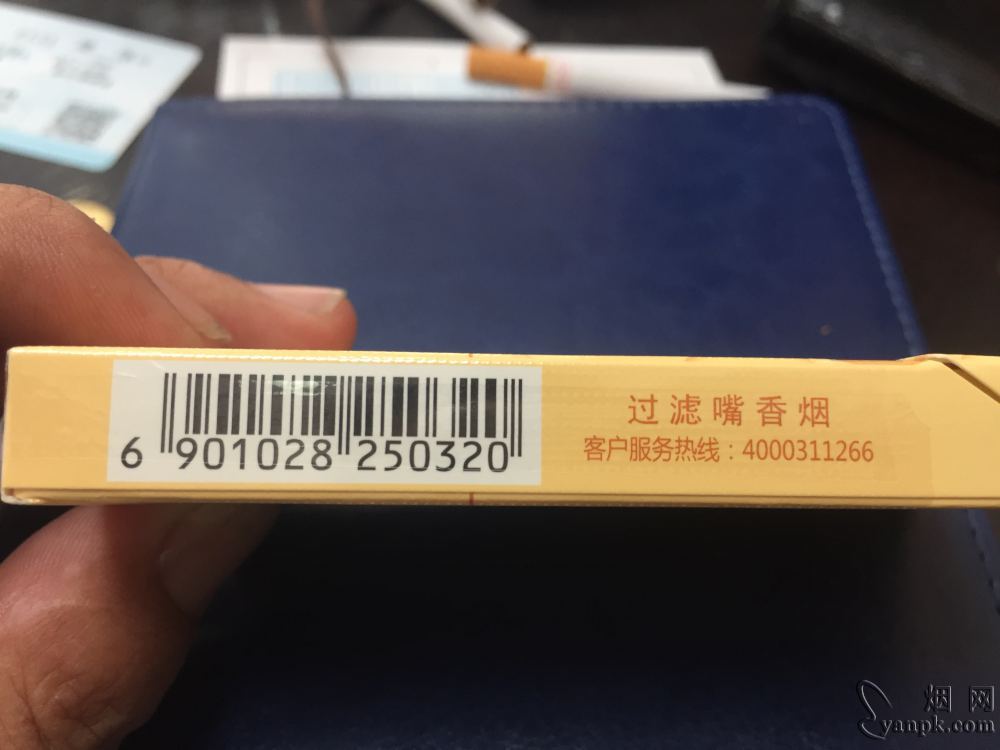 6 901028 250320
过滤嘴香烟
客户服务热线：4000311266
烟网
yanpk.com